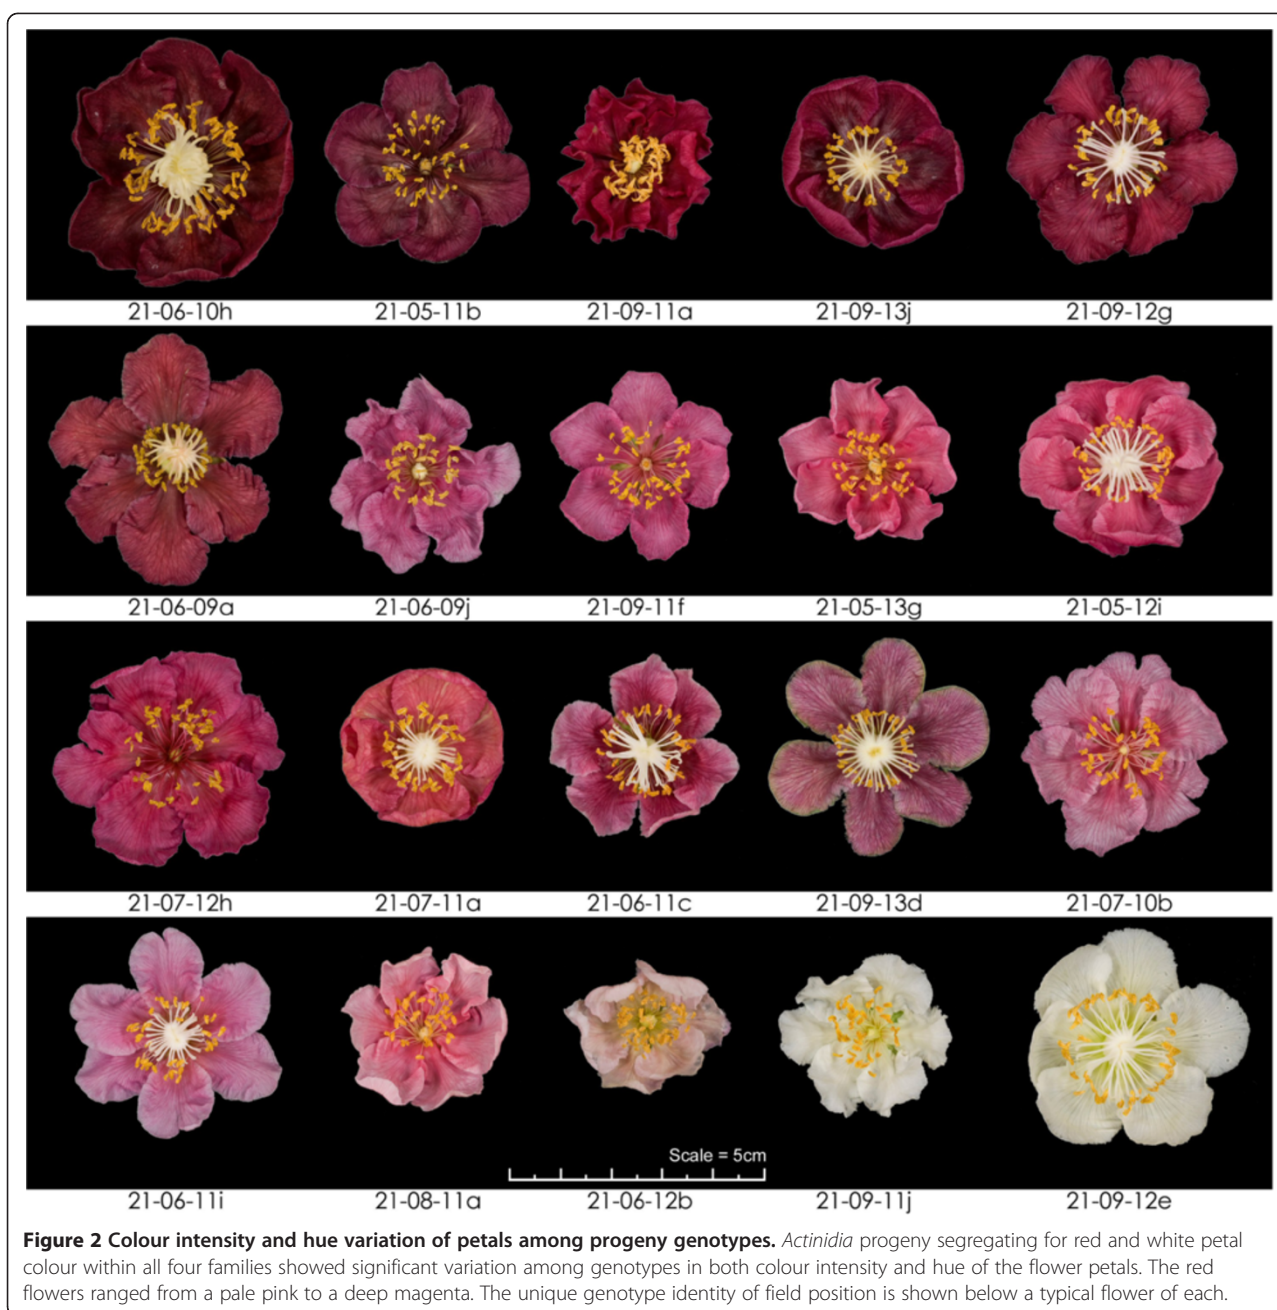 21-06-10h 21-05-11b 21-09-11a 21-09-13j 21-09-12g
21-06-09a 21-06-09j 21-09-11f 21-05-13g 21-05-12i
21-07-12h 21-07-11a 21-06-11c 21-09-13d 21-07-10b
Scale = 5cm
21-06-11i 21-08-11a 21-06-12b 21-09-11j 21-09-12e
Figure 2 Colour intensity and hue variation of petals among progeny genotypes. Actinidia progeny segregating for red and white petal
colour within all four families showed significant variation among genotypes in both colour intensity and hue of the flower petals. The red
flowers ranged from a pale pink to a deep magenta. The unique genotype identity of field position is shown below a typical flower of each.